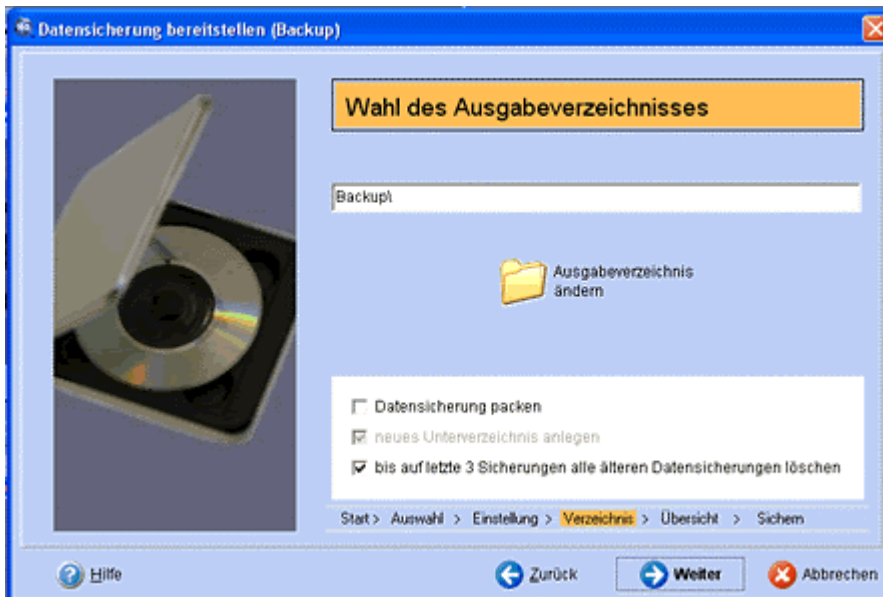 Datensicherung bereitstellen (Backup)
Wahl des Ausgabeverzeichnisses
Backup\
Ausgabeverzeichnis
ändern
Datensicherung packen
neues Unterverzeichnis anlegen
bis auf letzte 3 Sicherungen alle älteren Datensicherungen löschen
Start > Auswahl > Einstellung > Verzeichnis > Übersicht > Sichern
Hilfe
Zurück
Weiter
Abbrechen